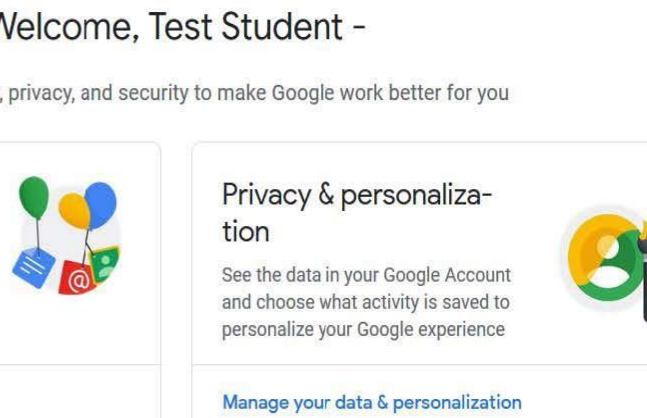 Welcome, Test Student -
, privacy, and security to make Google work better for you
Privacy & personaliza-
tion
See the data in your Google Account
and choose what activity is saved to
personalize your Google experience
Manage your data & personalization
@